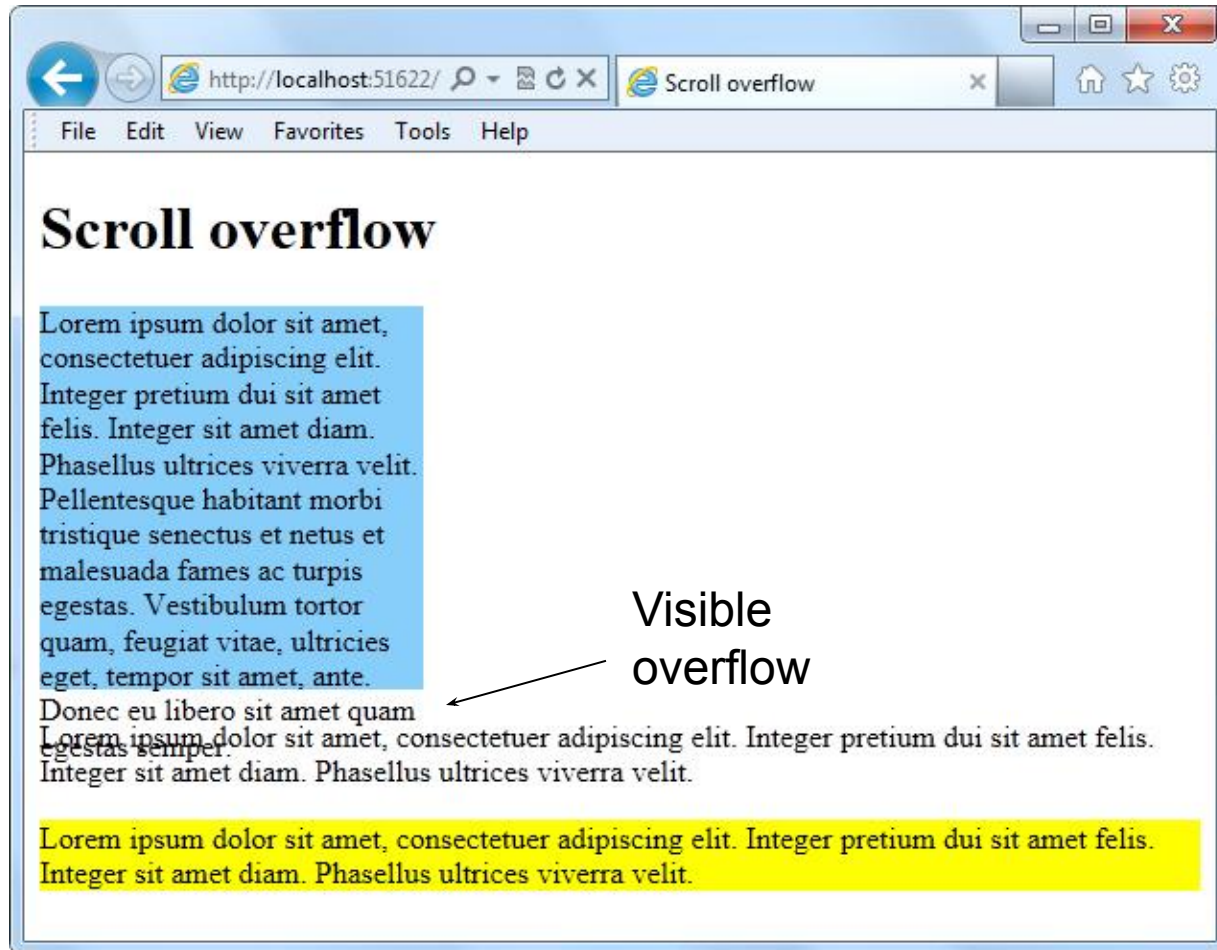 http://localhost:51622/
Scroll overflow
File Edit View Favorites Tools Help
Scroll overflow
Lorem ipsum dolor sit amet,
consectetuer adipiscing elit.
Integer pretium dui sit amet
felis. Integer sit amet diam.
Phasellus ultrices viverra velit.
Pellentesque habitant morbi
tristique senectus et netus et
malesuada fames ac turpis
egestas. Vestibulum tortor
quam, feugiat vitae, ultricies
eget, tempor sit amet, ante.
Donec eu libero sit amet quam
egestas semper.
Visible
overflow
Lorem ipsum dolor sit amet, consectetuer adipiscing elit. Integer pretium dui sit amet felis.
Integer sit amet diam. Phasellus ultrices viverra velit.
Lorem ipsum dolor sit amet, consectetuer adipiscing elit. Integer pretium dui sit amet felis.
Integer sit amet diam. Phasellus ultrices viverra velit.